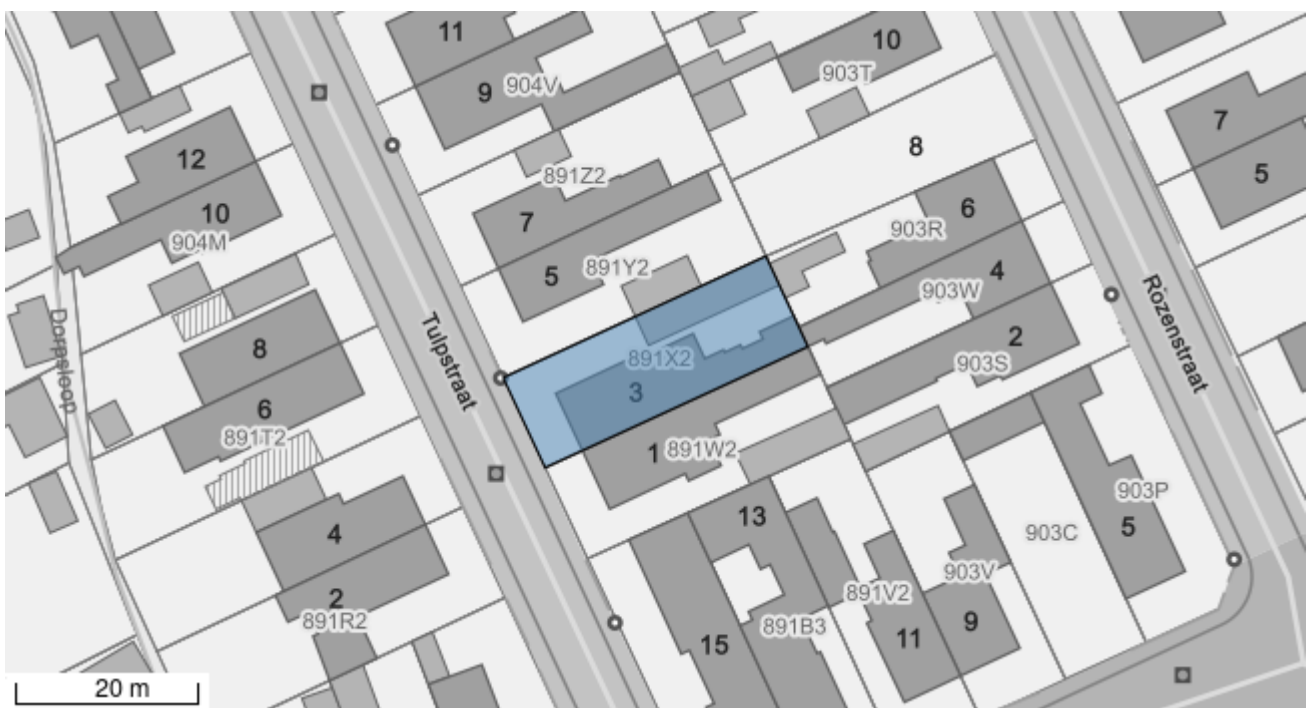 11
10
9
904V
903T
12
7
8
5
10
904M
891Z2
7
6
903R
5
891Y2
4
903W
Rozenstraat
Dorpsloop
8
Tulpstraat
2
903S
891X2
3
6
891T2
1
891W2
903P
4
13
5
903C
903V
891V2
2
891R2
891B3
9
11
15
20 m